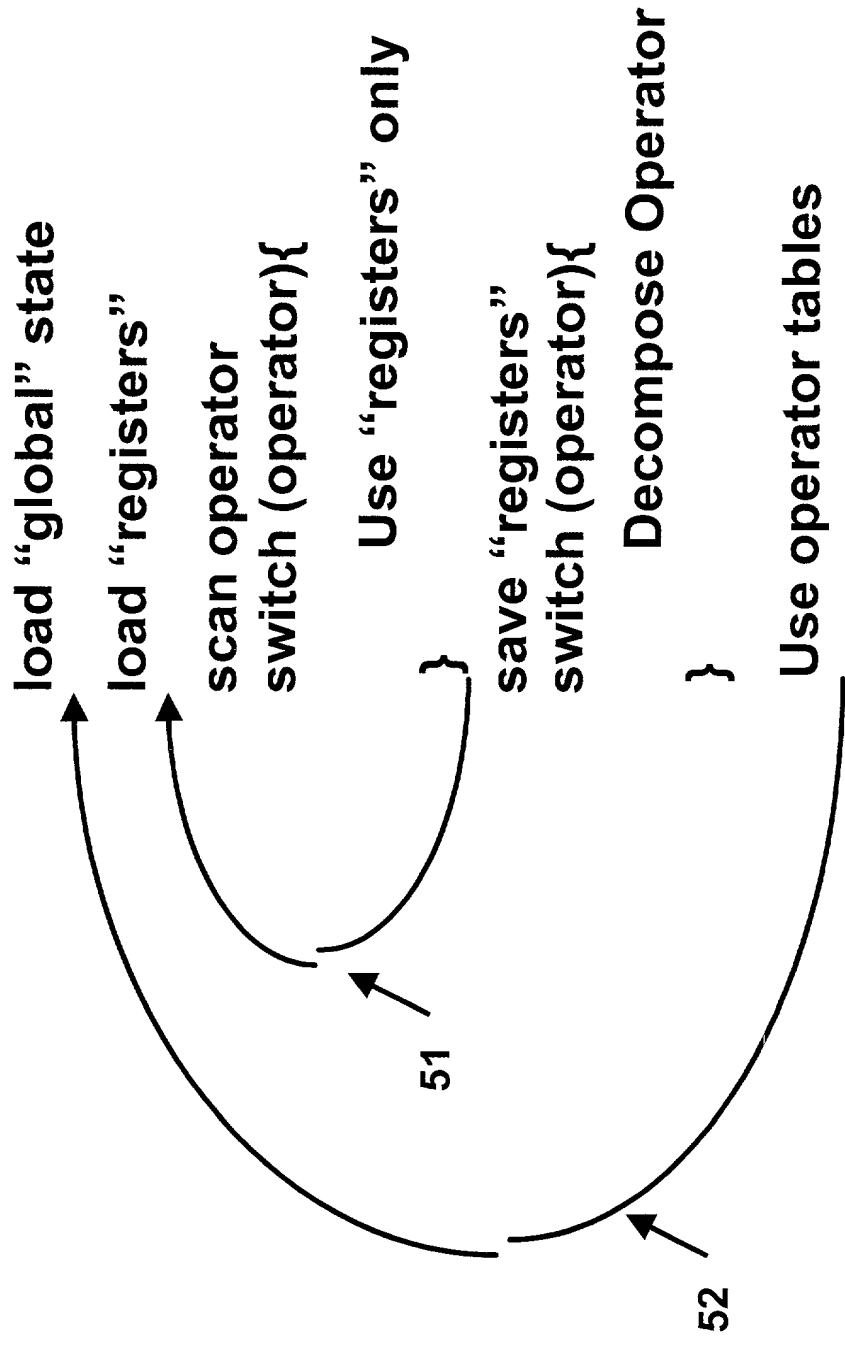 load “global” state
load “registers”
scan operator
switch (operator){
Use “registers” only
}
save “registers”
switch (operator){
Decompose Operator
}
Use operator tables
51
52